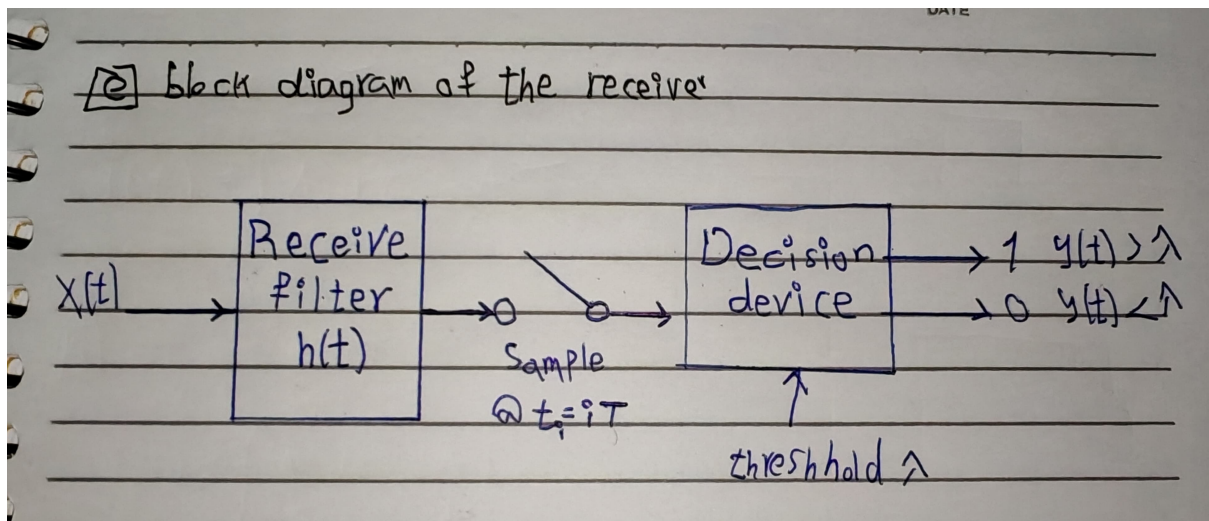 DATE
e block diagram of the receiver
Receive
filter
h(t)
X(t)
Sample
@ ti=iT
Decision
device
1 y(t)>λ
0 y(t)<λ
threshhold λ